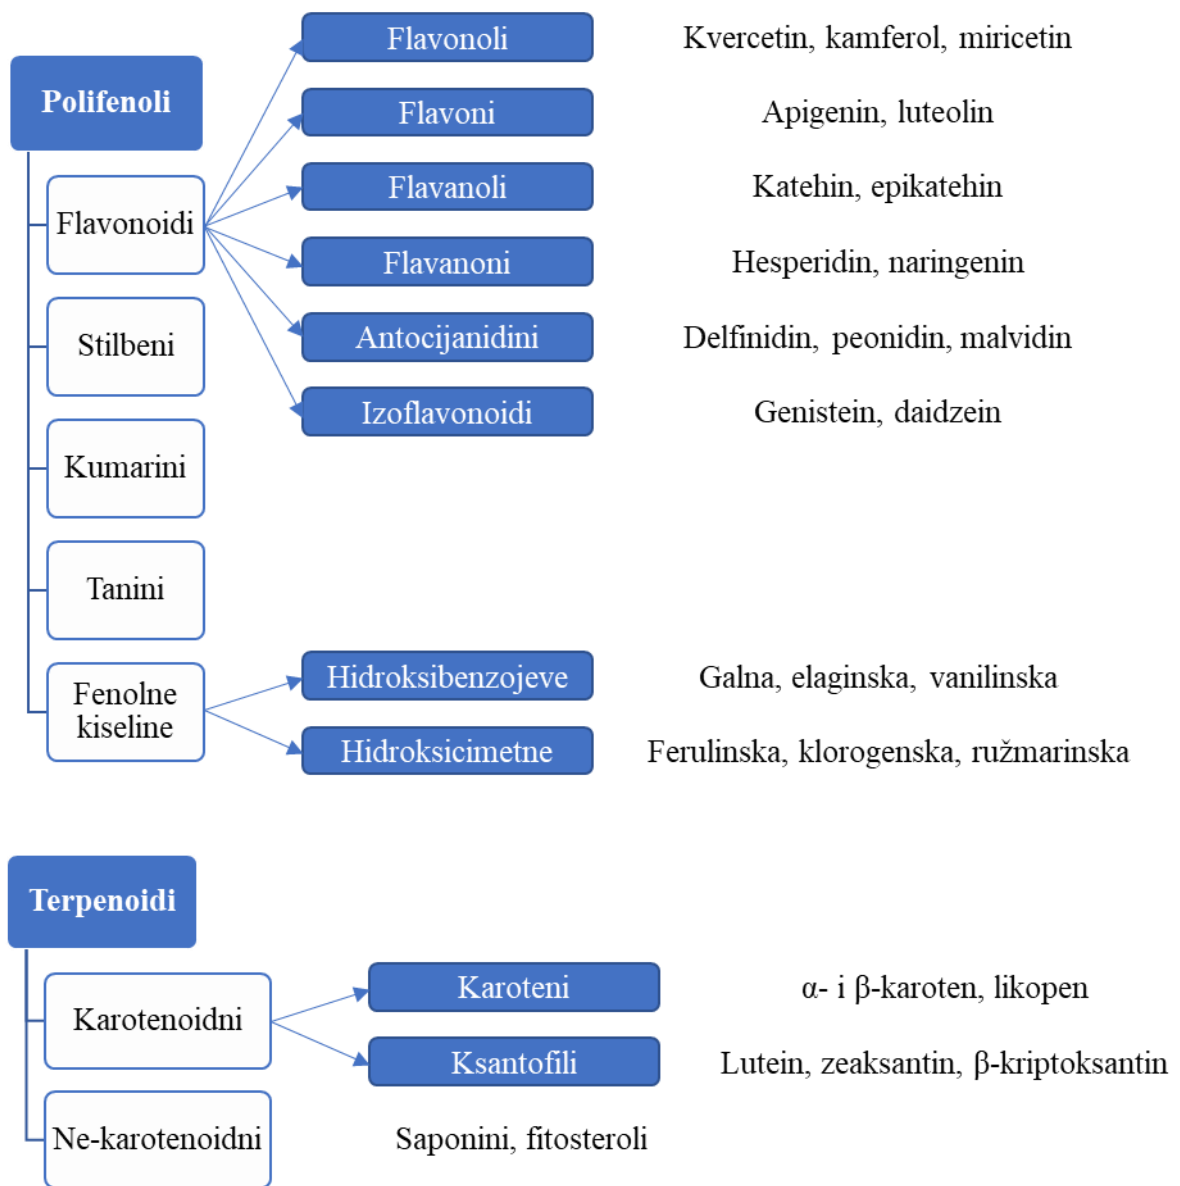 Polifenoli
Flavonoidi
Flavonoli
Kvercetin, kamferol, miricetin
Flavoni
Apigenin, luteolin
Flavanoli
Katehin, epikatehin
Flavanoni
Hesperidin, naringenin
Antocijanidini
Delfinidin, peonidin, malvidin
Izoflavonoidi
Genistein, daidzein
Stilbeni
Kumarini
Tanini
Fenolne
kiseline
Hidroksibenzojeve
Galna, elaginska, vanilinska
Hidroksicimetne
Ferulinska, klorogenska, ružmarinska
Terpenoidi
Karotenoidni
Karoteni
α- i β-karoten, likopen
Ksantofili
Lutein, zeaksantin, β-kriptoksantin
Ne-karotenoidni
Saponini, fitosteroli